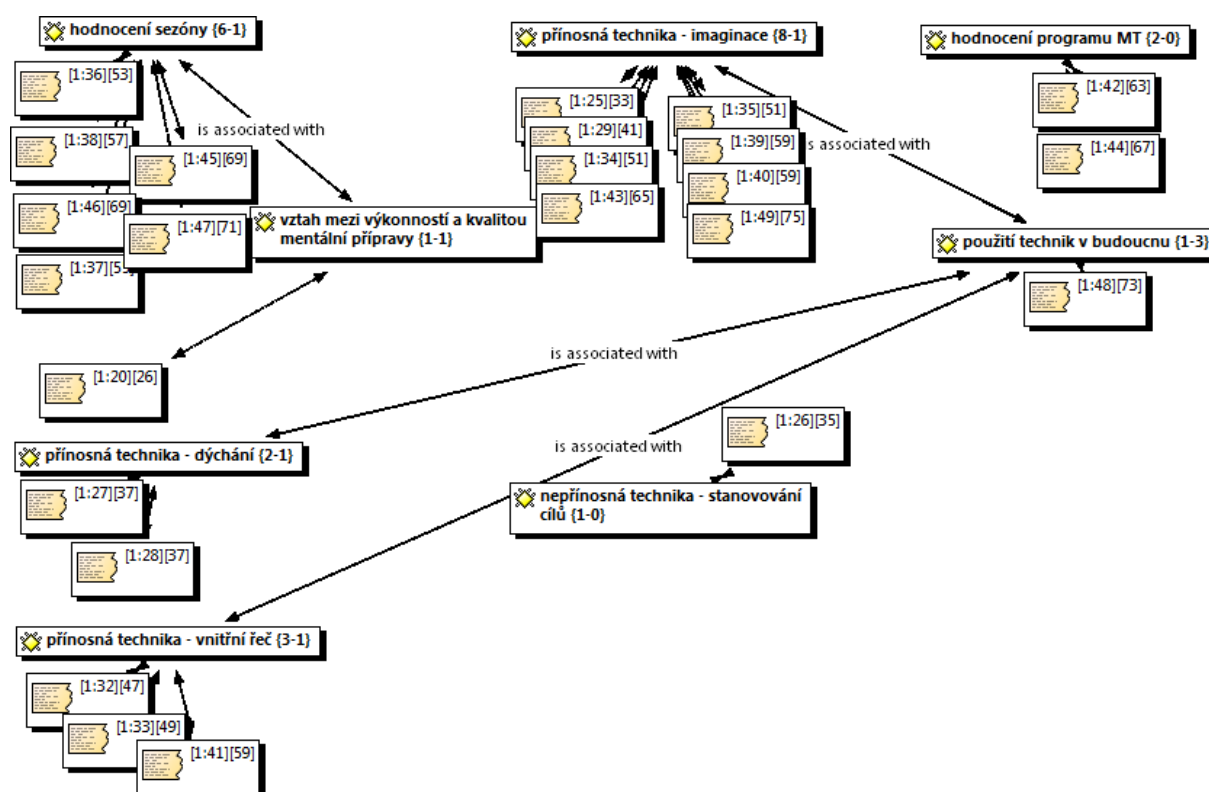 hodnocení sezóny {6-1}
přínosná technika - imaginace {8-1}
hodnocení programu MT {2-0}
[1:36][53]
[1:38][57]
[1:45][69]
[1:46][69]
[1:47][71]
[1:37][5
is associated with
[1:25][33]
[1:29][41]
[1:34][51]
[1:43][65]
[1:35][51]
[1:39][59]
[1:40][59]
[1:49][75]
is associated with
[1:42][63]
[1:44][67]
vztah mezi výkonností a kvalitou
mentální přípravy {1-1}
použití technik v budoucnu {1-3}
[1:48][73]
is associated with
[1:20][26]
[1:26][35]
is associated with
přínosná technika - dýchání {2-1}
[1:27][37]
[1:28][37]
nepřínosná technika - stanovování
cílů {1-0}
přínosná technika - vnitřní řeč {3-1}
[1:32][47]
[1:33][49]
[1:41][59]